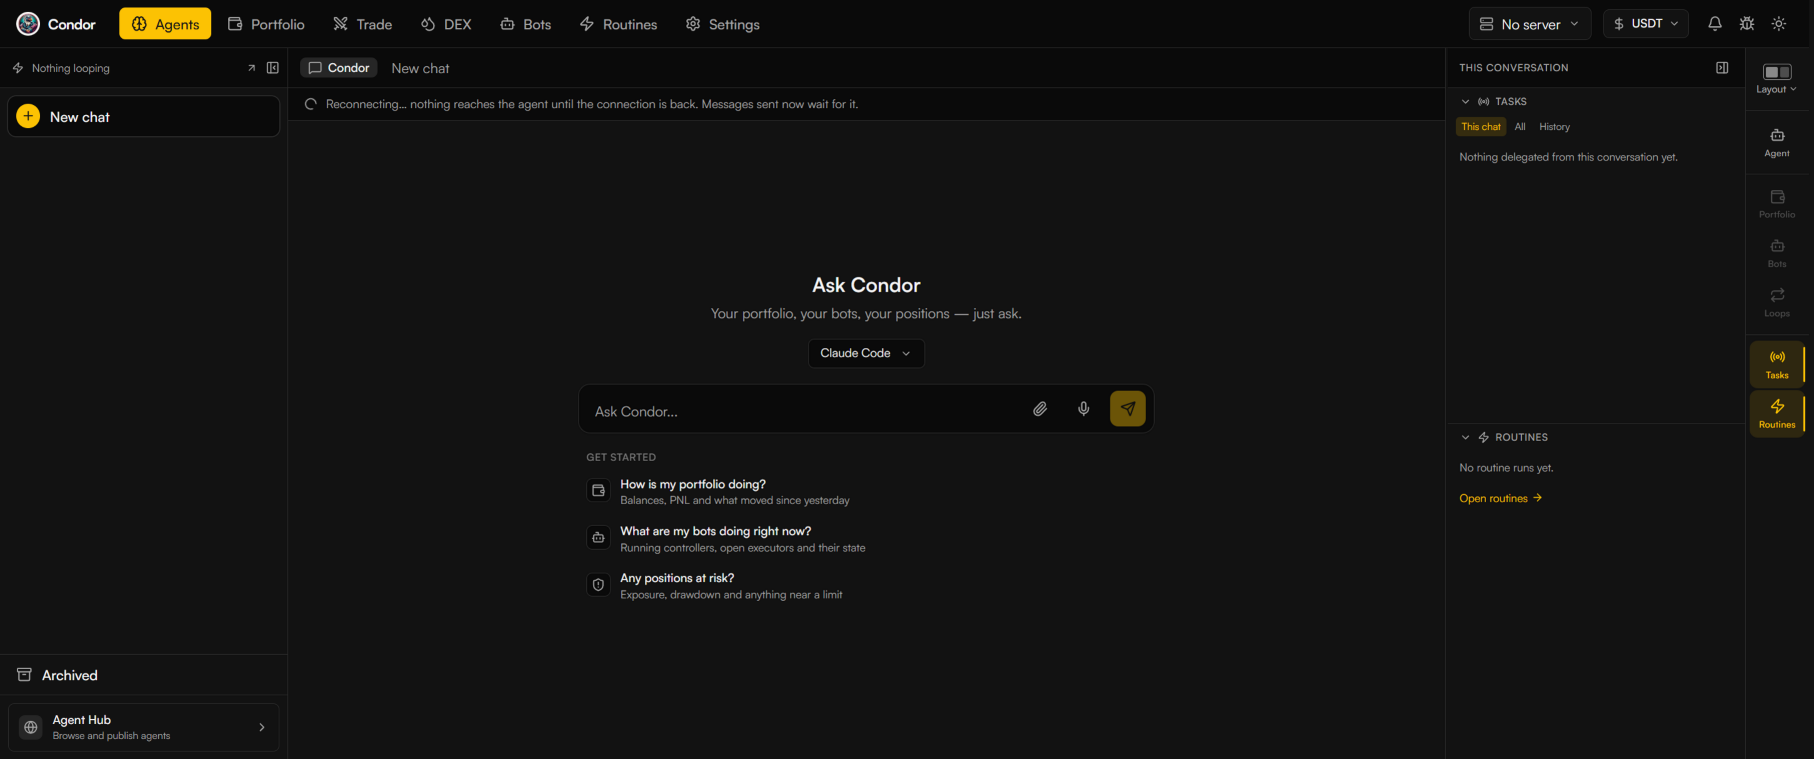 Condor
Agents
Portfolio
Trade
DEX
Bots
Routines
Settings
No server
$ USDT
Nothing looping
New chat
Archived
Agent Hub
Browse and publish agents
Condor
New chat
Reconnecting... nothing reaches the agent until the connection is back. Messages sent now wait for it.
Ask Condor
Your portfolio, your bots, your positions — just ask.
Claude Code
Ask Condor...
GET STARTED
How is my portfolio doing?
Balances, PNL and what moved since yesterday
What are my bots doing right now?
Running controllers, open executors and their state
Any positions at risk?
Exposure, drawdown and anything near a limit
THIS CONVERSATION
TASKS
This chat
All
History
Nothing delegated from this conversation yet.
ROUTINES
No routine runs yet.
Open routines →
Layout
Agent
Portfolio
Bots
Loops
Tasks
Routines